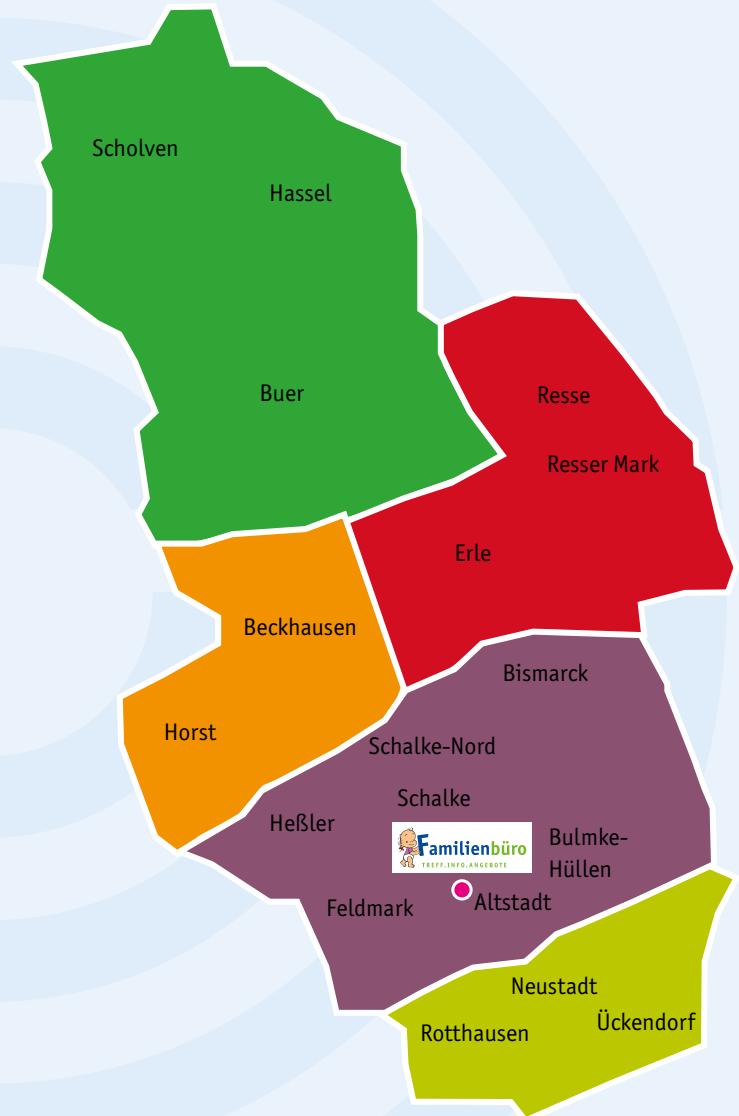 Scholven
Hassel
Buer
Resse
Resser Mark
Erle
Beckhausen
Horst
Bismarck
Schalke-Nord
Schalke
Heßler
Familienbüro
TREFF.INFO.ANGEBOTE
Bulmke-
Hüllen
Feldmark
Altstadt
Neustadt
Rotthausen
Ückendorf